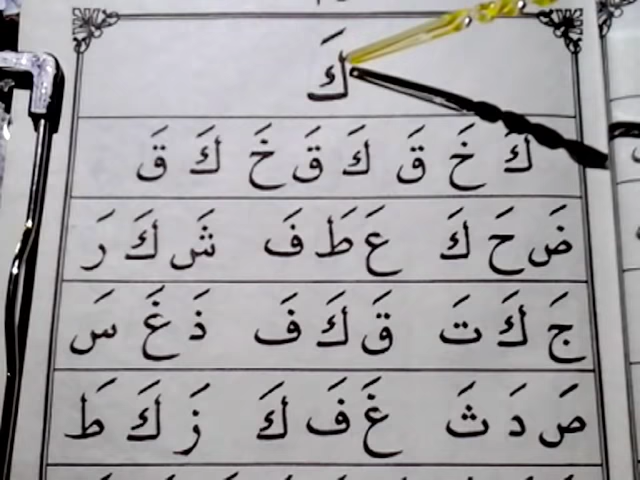 كَ
كَ خَ قَ كَ قَ خَ كَ قَ
ضَ حَ كَ عَ طَ فَ شَ كَ رَ
جَ كَ تَ قَ كَ فَ ذَ غَ سَ
صَ دَ ثَ غَ فَ كَ زَ كَ طَ